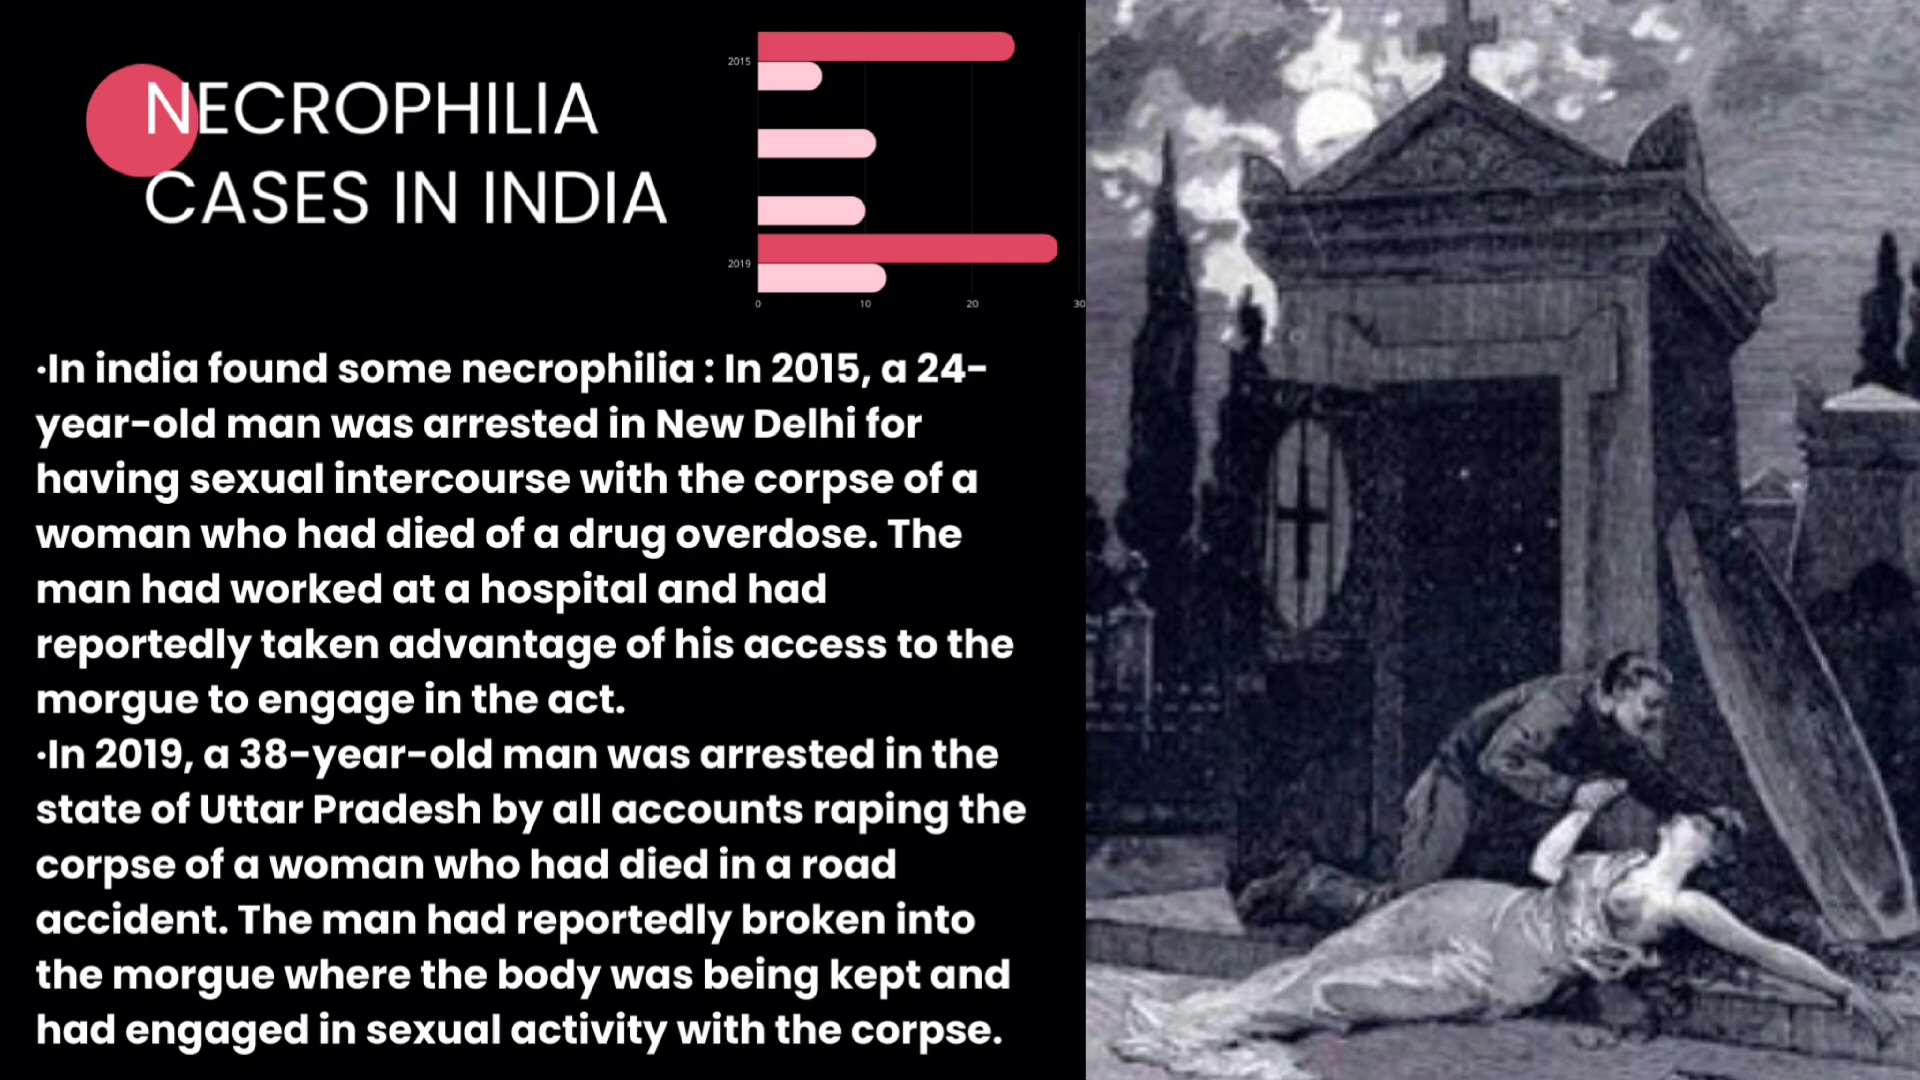 NECROPHILIA
CASES IN INDIA
2015
2019
0 10 20 30
·In india found some necrophilia : In 2015, a 24-
year-old man was arrested in New Delhi for
having sexual intercourse with the corpse of a
woman who had died of a drug overdose. The
man had worked at a hospital and had
reportedly taken advantage of his access to the
morgue to engage in the act.
·In 2019, a 38-year-old man was arrested in the
state of Uttar Pradesh by all accounts raping the
corpse of a woman who had died in a road
accident. The man had reportedly broken into
the morgue where the body was being kept and
had engaged in sexual activity with the corpse.